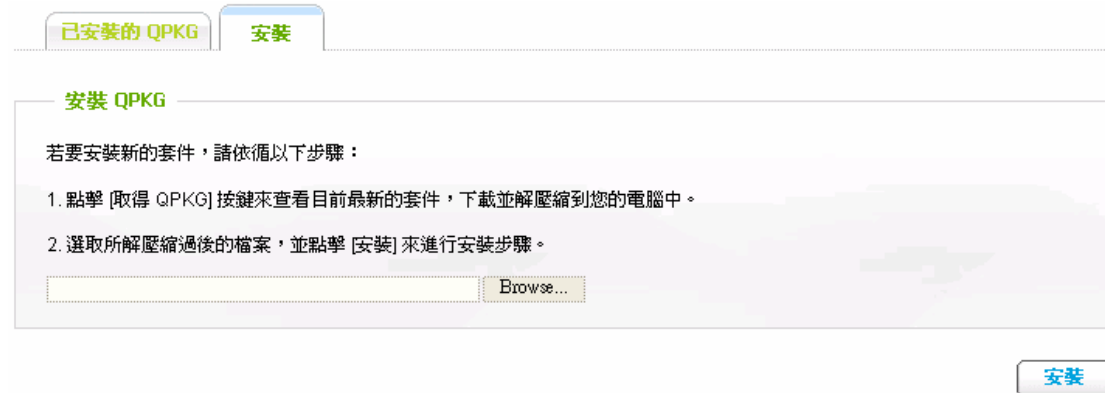 已安裝的 QPKG 安裝
安裝 QPKG
若要安裝新的套件，請依循以下步驟：
1. 點擊 [取得 QPKG] 按鍵來查看目前最新的套件，下載並解壓縮到您的電腦中。
2. 選取所解壓縮過後的檔案，並點擊 [安裝] 來進行安裝步驟。
Browse...
安裝